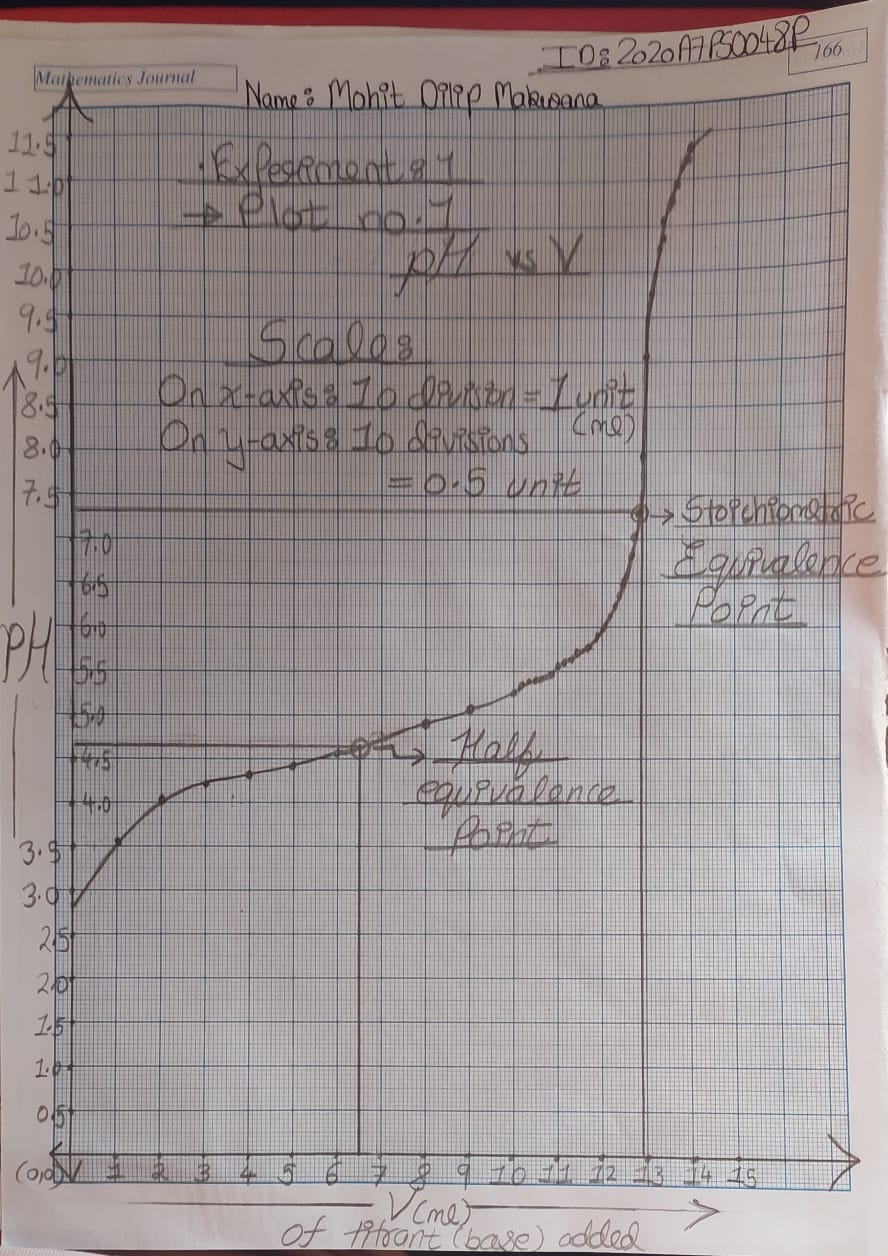 ID: 2020A7PS0048P
166
Mathematics Journal
Name: Mohit Dilip Makwana
Experiment: 1
→ Plot no. 1
pH vs V
Scale:
On x-axis: 10 division = 1 unit
(ml)
On y-axis: 10 divisions
= 0.5 unit
11.5
11.0
10.5
10.0
9.5
9.0
8.5
8.0
7.5
→ Stoichiometric
Equivalence
Point
7.0
6.5
6.0
PH
5.5
5.0
4.5
→ Half
equivalence
Point
4.0
3.5
3.0
2.5
2.0
1.5
1.0
0.5
(0,0) 1 2 3 4 5 6 7 8 9 10 11 12 13 14 15
V(ml)
of titrant (base) added